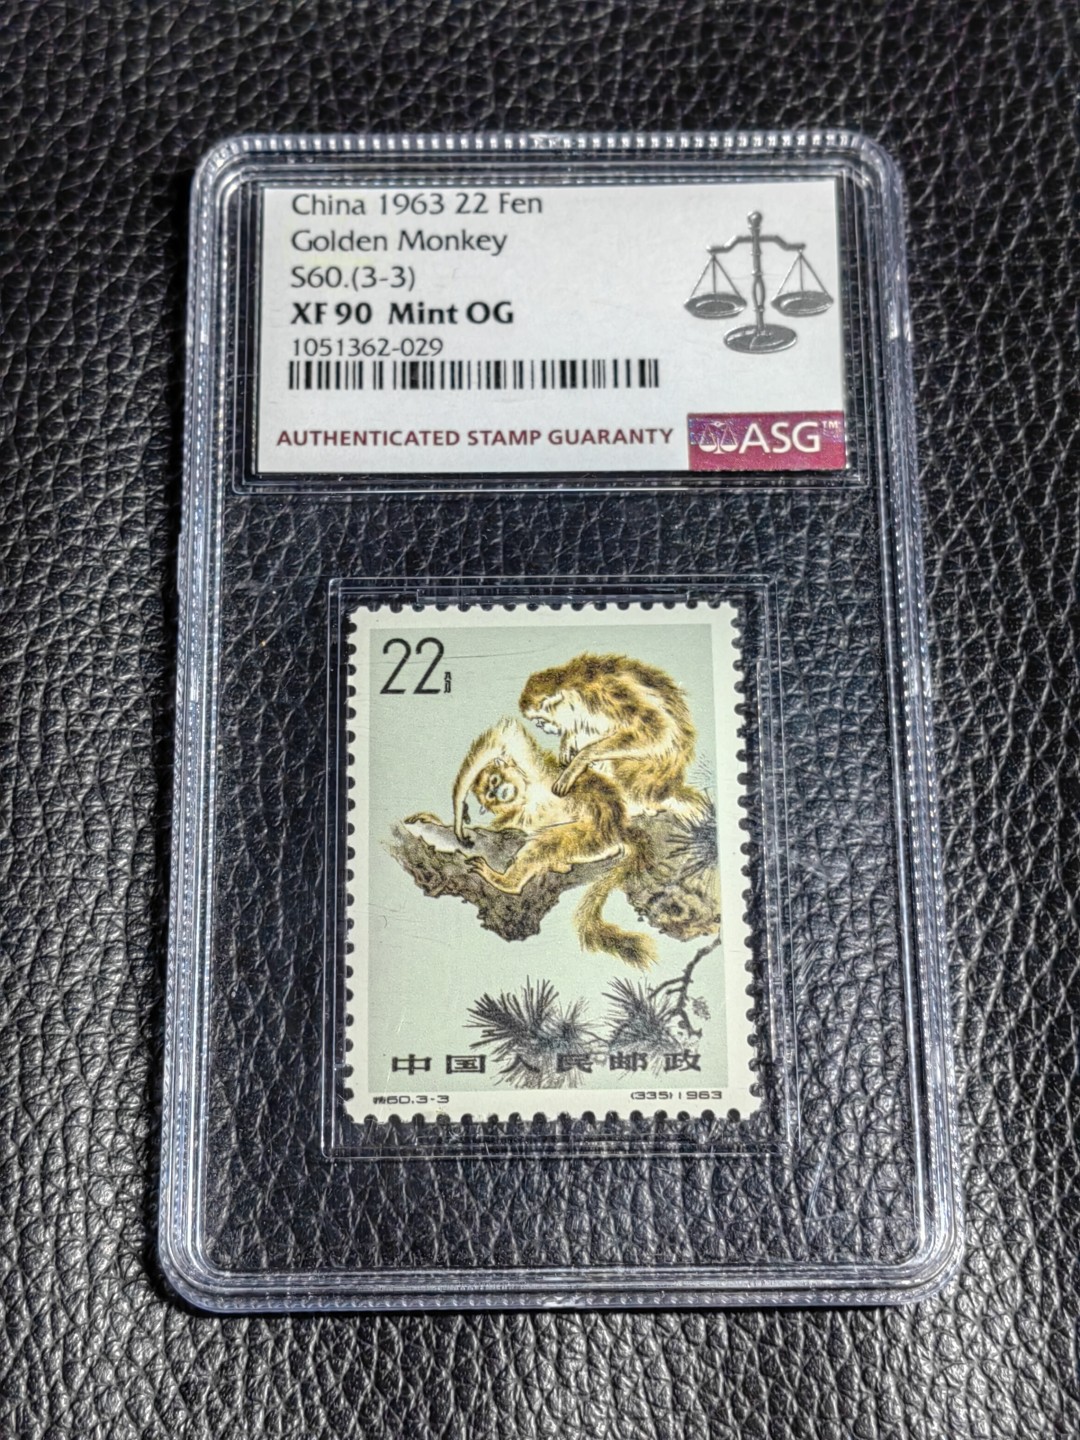 China 1963 22 Fen
Golden Monkey
S60.(3-3)
XF 90 Mint OG
1051362-029
AUTHENTICATED STAMP GUARANTY
ASG™
22分
中国人民邮政
特60.3-3
(335) 1963